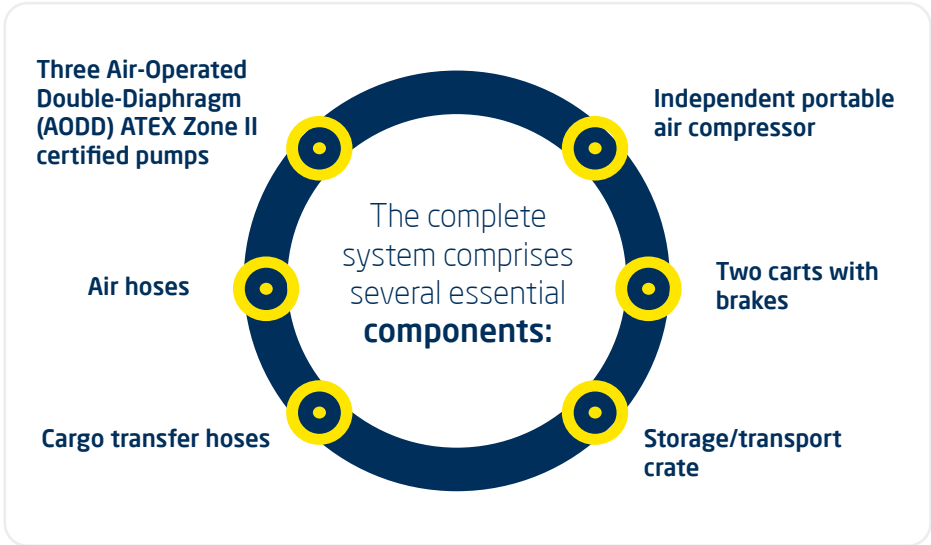 Three Air-Operated
Double-Diaphragm
(AODD) ATEX Zone II
certified pumps
Independent portable
air compressor
The complete
system comprises
several essential
components:
Air hoses
Two carts with
brakes
Cargo transfer hoses
Storage/transport
crate